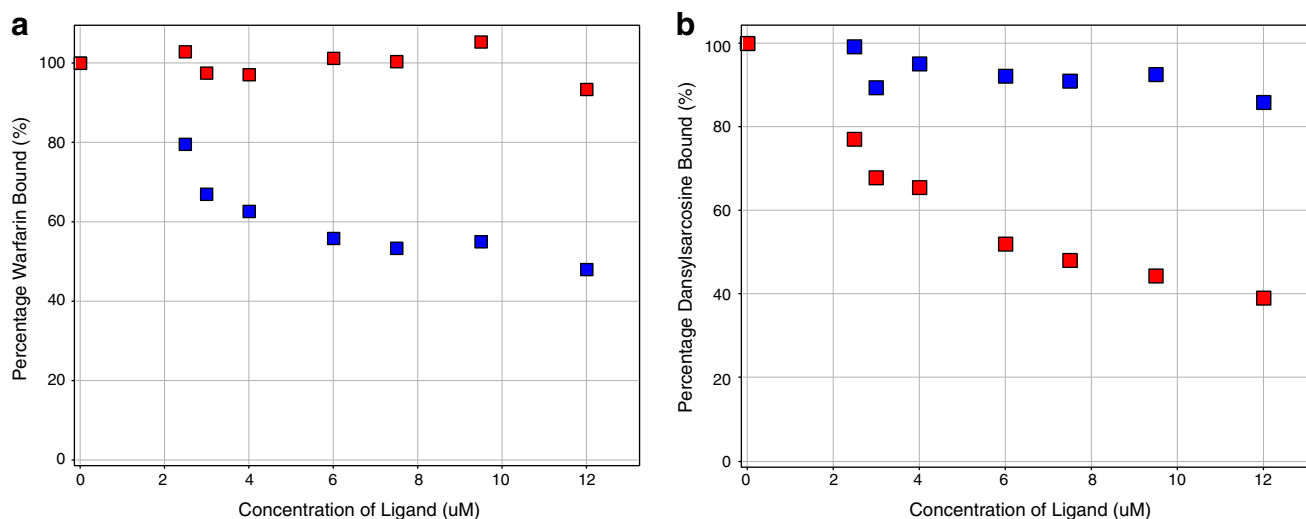 a
Percentage Warfarin Bound (%)
100
80
60
40
20
0
0 2 4 6 8 10 12
Concentration of Ligand (uM)
b
Percentage Dansylsarcosine Bound (%)
100
80
60
40
20
0
0 2 4 6 8 10 12
Concentration of Ligand (uM)